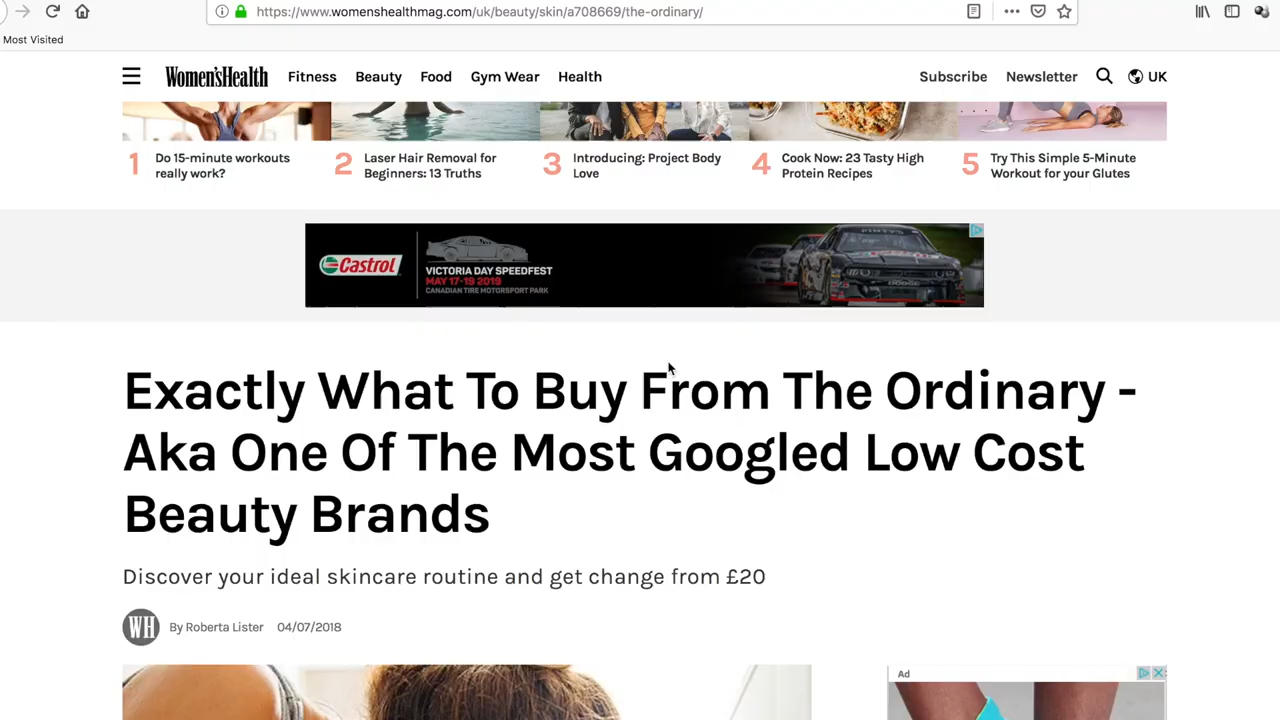 https://www.womenshealthmag.com/uk/beauty/skin/a708669/the-ordinary/
Most Visited
Women'sHealth Fitness Beauty Food Gym Wear Health Subscribe Newsletter UK
1 Do 15-minute workouts
really work?
2 Laser Hair Removal for
Beginners: 13 Truths
3 Introducing: Project Body
Love
4 Cook Now: 23 Tasty High
Protein Recipes
5 Try This Simple 5-Minute
Workout for your Glutes
Castrol
VICTORIA DAY SPEEDFEST
MAY 17-19 2019
CANADIAN TIRE MOTORSPORT PARK
Exactly What To Buy From The Ordinary -
Aka One Of The Most Googled Low Cost
Beauty Brands
Discover your ideal skincare routine and get change from £20
WH By Roberta Lister 04/07/2018
Ad